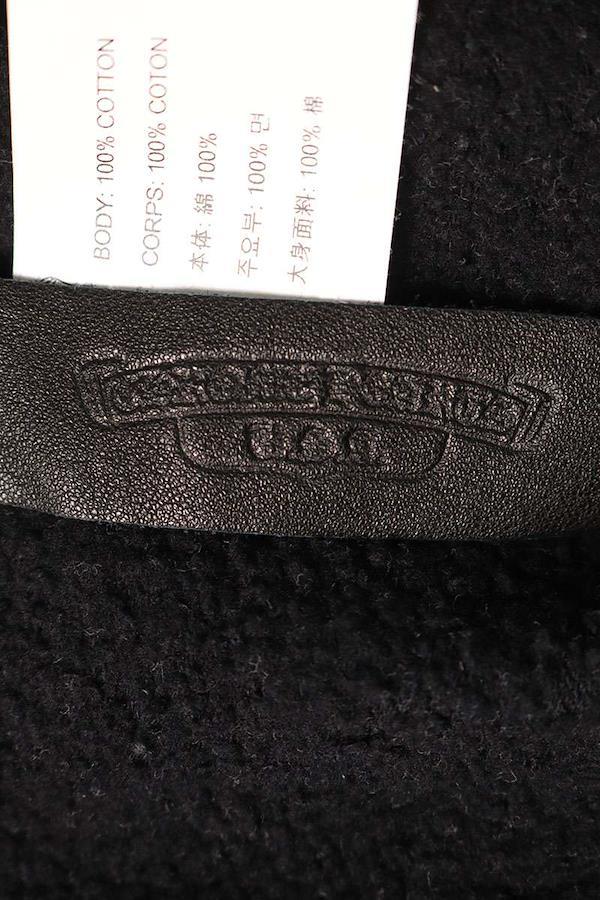 BODY: 100% COTTON
CORPS: 100% COTON
本体: 綿 100%
주요부: 100% 면
大身面料: 100% 棉
CHROME HEARTS
U.S.A.